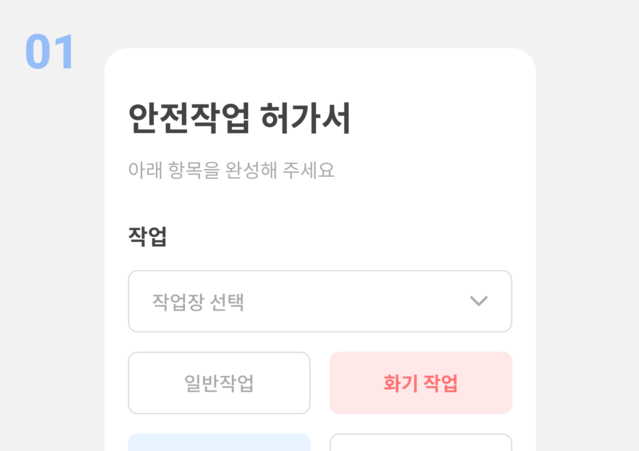 01
안전작업 허가서
아래 항목을 완성해 주세요
작업
작업장 선택
일반작업
화기 작업